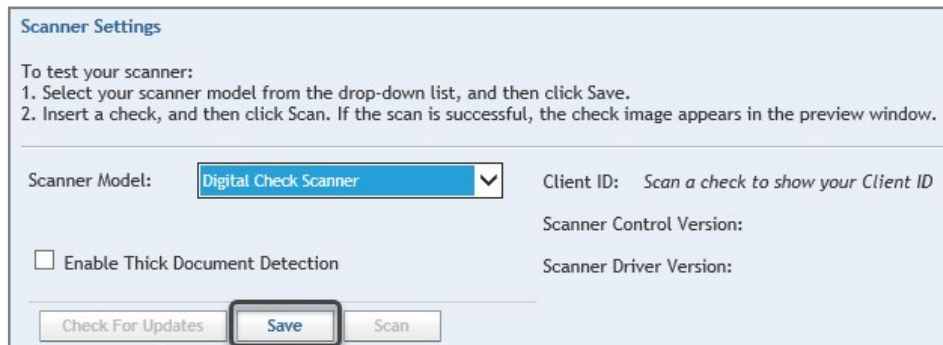 Scanner Settings
To test your scanner:
1. Select your scanner model from the drop-down list, and then click Save.
2. Insert a check, and then click Scan. If the scan is successful, the check image appears in the preview window.
Scanner Model:
Digital Check Scanner
Client ID: Scan a check to show your Client ID
Scanner Control Version:
Enable Thick Document Detection
Scanner Driver Version:
Check For Updates
Save
Scan